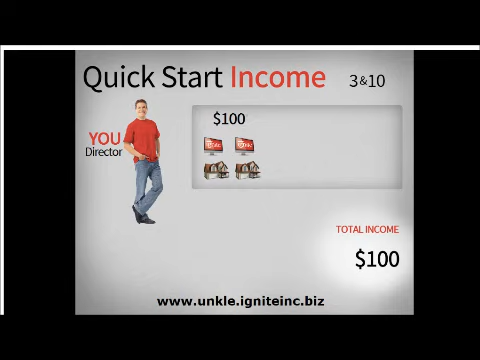 Quick Start Income 3&10
$100
YOU
Director
TOTAL INCOME
$100
www.unkle.igniteinc.biz